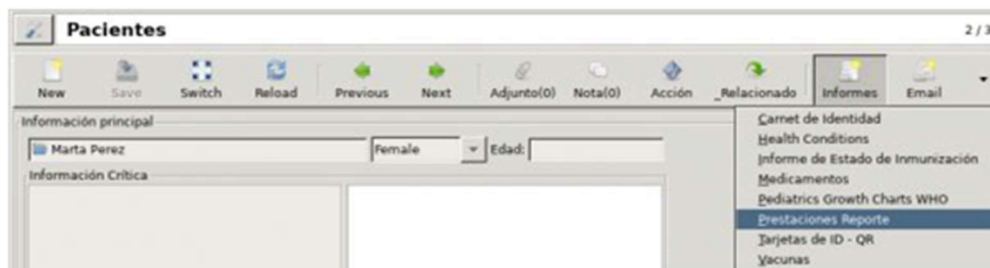 Pacientes
2 / 3
New Save Switch Reload Previous Next Adjunto(0) Nota(0) Acción _Relacionado Informes Email
Información principal
Marta Perez Female Edad:
Información Crítica
Carnet de Identidad
Health Conditions
Informe de Estado de Inmunización
Medicamentos
Pediatrics Growth Charts WHO
Prestaciones Reporte
Tarjetas de ID - QR
Vacunas